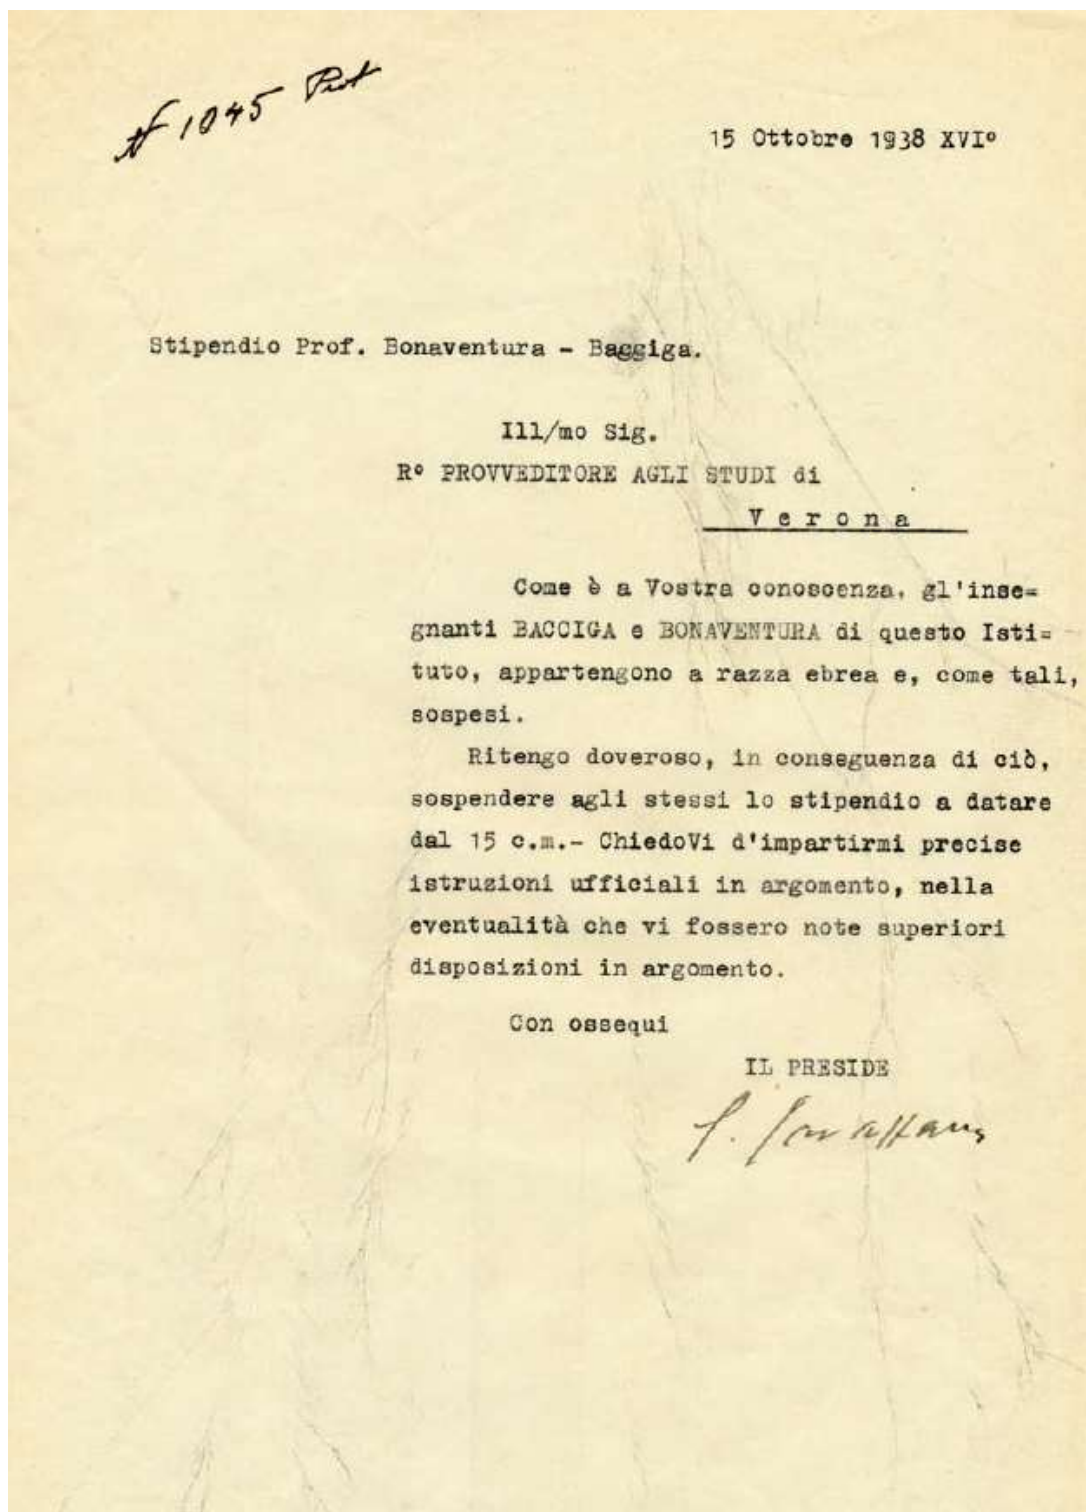 N 1045 Prot
15 Ottobre 1938 XVI°
Stipendio Prof. Bonaventura - Baggiga.
Ill/mo Sig.
R° PROVVEDITORE AGLI STUDI di
Verona
Come è a Vostra conoscenza, gl'inse=
gnanti BACCIGA e BONAVENTURA di questo Isti=
tuto, appartengono a razza ebrea e, come tali,
sospesi.
Ritengo doveroso, in conseguenza di ciò,
sospendere agli stessi lo stipendio a datare
dal 15 c.m.- ChiedoVi d'impartirmi precise
istruzioni ufficiali in argomento, nella
eventualità che vi fossero note superiori
disposizioni in argomento.
Con ossequi
IL PRESIDE